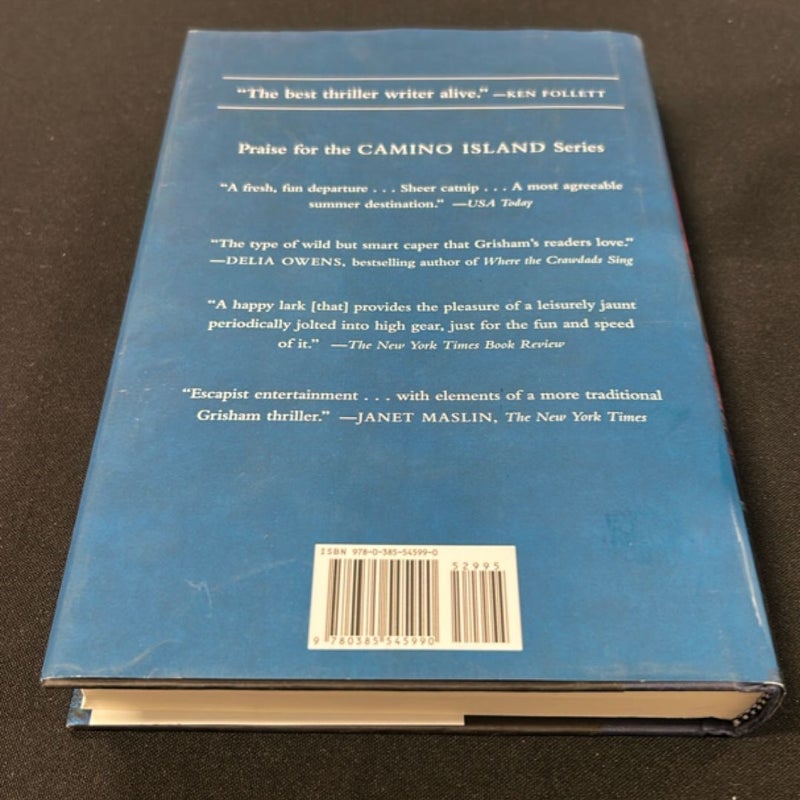 “The best thriller writer alive.” —KEN FOLLETT
Praise for the CAMINO ISLAND Series
“A fresh, fun departure . . . Sheer catnip . . . A most agreeable
summer destination.” —USA Today
“The type of wild but smart caper that Grisham’s readers love.”
—DELIA OWENS, bestselling author of Where the Crawdads Sing
“A happy lark [that] provides the pleasure of a leisurely jaunt
periodically jolted into high gear, just for the fun and speed
of it.” —The New York Times Book Review
“Escapist entertainment . . . with elements of a more traditional
Grisham thriller.” —JANET MASLIN, The New York Times
ISBN 978-0-385-54599-0
52995
9 780385 545990